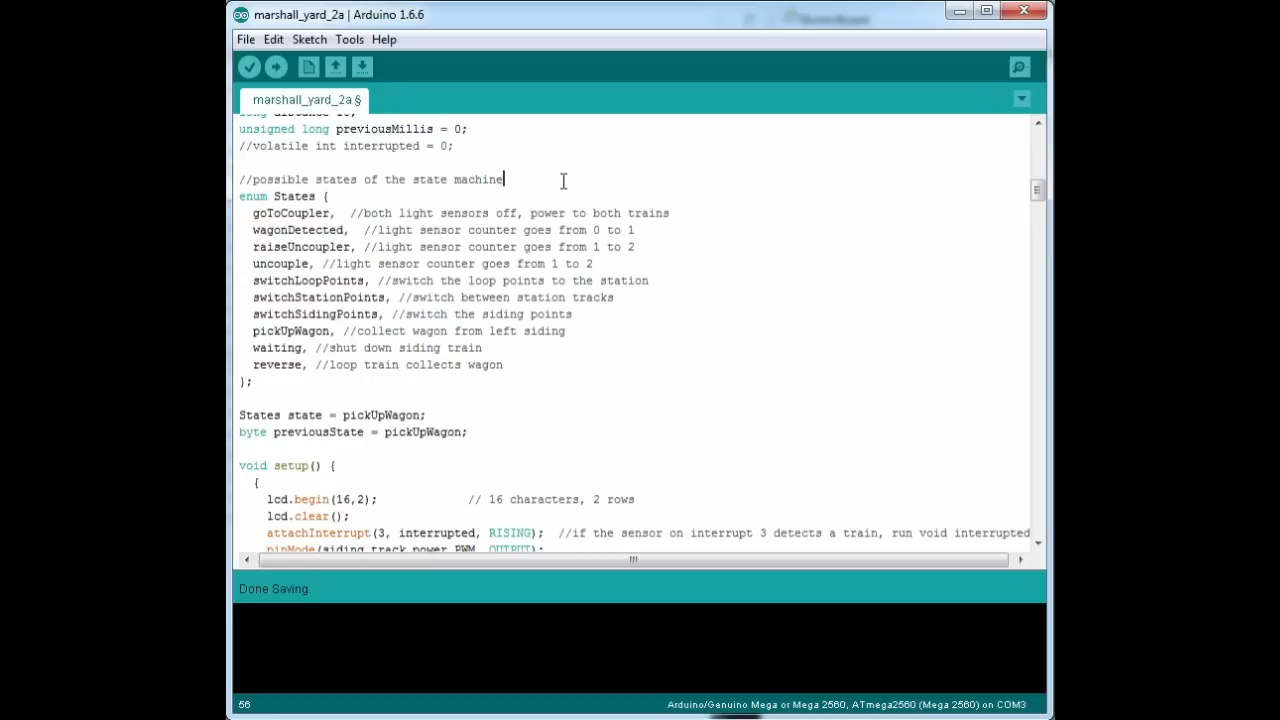 marshall_yard_2a | Arduino 1.6.6
File Edit Sketch Tools Help
marshall_yard_2a §
unsigned long previousMillis = 0;
//volatile int interrupted = 0;
//possible states of the state machine
enum States {
goToCoupler, //both light sensors off, power to both trains
wagonDetected, //light sensor counter goes from 0 to 1
raiseUncoupler, //light sensor counter goes from 1 to 2
uncouple, //light sensor counter goes from 1 to 2
switchLoopPoints, //switch the loop points to the station
switchStationPoints, //switch between station tracks
switchSidingPoints, //switch the siding points
pickUpWagon, //collect wagon from left siding
waiting, //shut down siding train
reverse, //loop train collects wagon
};
States state = pickUpWagon;
byte previousState = pickUpWagon;
void setup() {
{
lcd.begin(16,2); // 16 characters, 2 rows
lcd.clear();
attachInterrupt(3, interrupted, RISING); //if the sensor on interrupt 3 detects a train, run void interrupted
pinMode(siding_track_power_PWM, OUTPUT);
Done Saving.
56
Arduino/Genuino Mega or Mega 2560, ATmega2560 (Mega 2560) on COM3